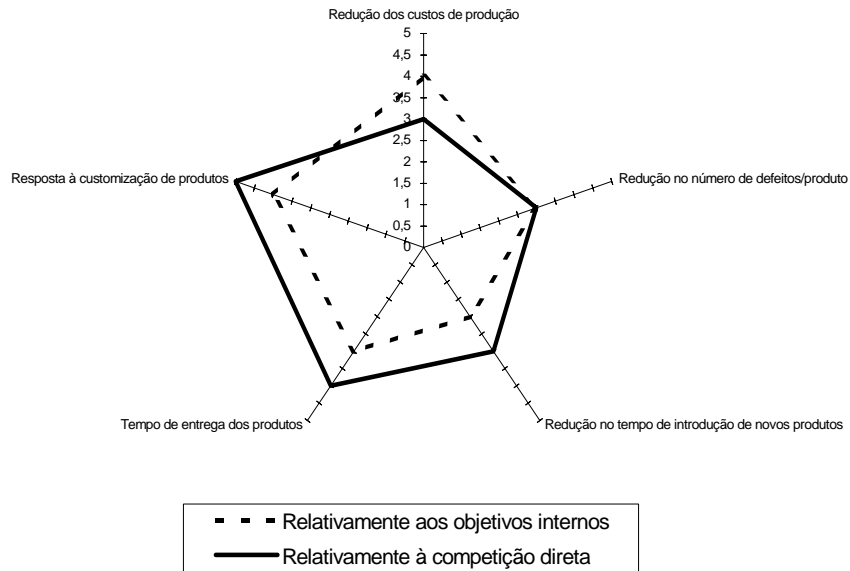 Redução dos custos de produção
5
4,5
4
3,5
3
2,5
2
1,5
1
0,5
0
Resposta à customização de produtos
Redução no número de defeitos/produto
Tempo de entrega dos produtos
Redução no tempo de introdução de novos produtos
Relativamente aos objetivos internos
Relativamente à competição direta